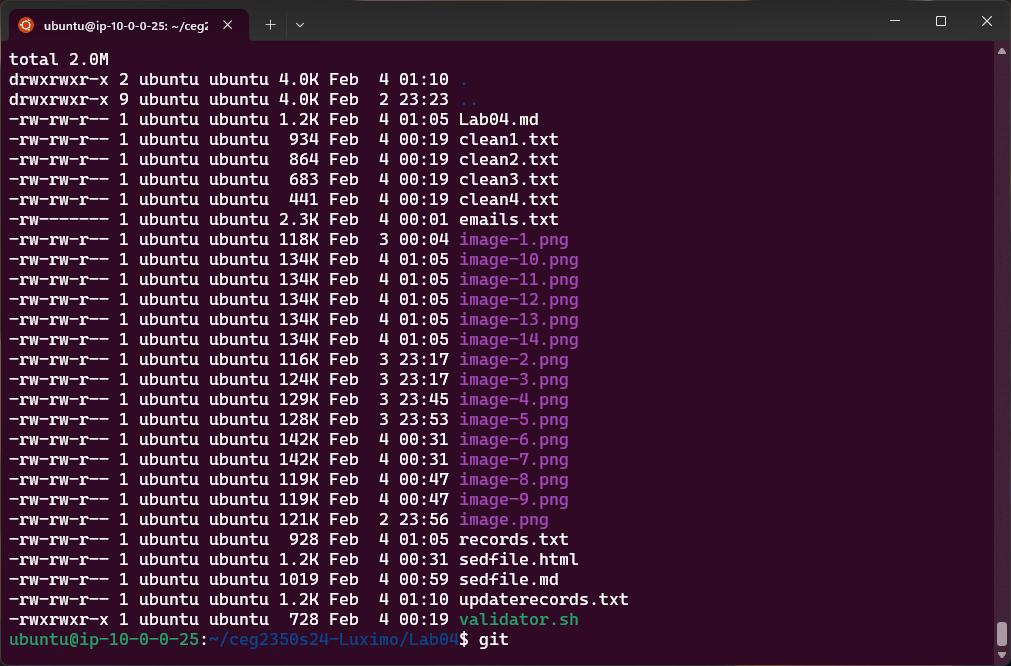 ubuntu@ip-10-0-0-25: ~/ceg2
total 2.0M
drwxrwxr-x 2 ubuntu ubuntu 4.0K Feb  4 01:10 .
drwxrwxr-x 9 ubuntu ubuntu 4.0K Feb  2 23:23 ..
-rw-rw-r-- 1 ubuntu ubuntu 1.2K Feb  4 01:05 Lab04.md
-rw-rw-r-- 1 ubuntu ubuntu  934 Feb  4 00:19 clean1.txt
-rw-rw-r-- 1 ubuntu ubuntu  864 Feb  4 00:19 clean2.txt
-rw-rw-r-- 1 ubuntu ubuntu  683 Feb  4 00:19 clean3.txt
-rw-rw-r-- 1 ubuntu ubuntu  441 Feb  4 00:19 clean4.txt
-rw------- 1 ubuntu ubuntu 2.3K Feb  4 00:01 emails.txt
-rw-rw-r-- 1 ubuntu ubuntu 118K Feb  3 00:04 image-1.png
-rw-rw-r-- 1 ubuntu ubuntu 134K Feb  4 01:05 image-10.png
-rw-rw-r-- 1 ubuntu ubuntu 134K Feb  4 01:05 image-11.png
-rw-rw-r-- 1 ubuntu ubuntu 134K Feb  4 01:05 image-12.png
-rw-rw-r-- 1 ubuntu ubuntu 134K Feb  4 01:05 image-13.png
-rw-rw-r-- 1 ubuntu ubuntu 134K Feb  4 01:05 image-14.png
-rw-rw-r-- 1 ubuntu ubuntu 116K Feb  3 23:17 image-2.png
-rw-rw-r-- 1 ubuntu ubuntu 124K Feb  3 23:17 image-3.png
-rw-rw-r-- 1 ubuntu ubuntu 129K Feb  3 23:45 image-4.png
-rw-rw-r-- 1 ubuntu ubuntu 128K Feb  3 23:53 image-5.png
-rw-rw-r-- 1 ubuntu ubuntu 142K Feb  4 00:31 image-6.png
-rw-rw-r-- 1 ubuntu ubuntu 142K Feb  4 00:31 image-7.png
-rw-rw-r-- 1 ubuntu ubuntu 119K Feb  4 00:47 image-8.png
-rw-rw-r-- 1 ubuntu ubuntu 119K Feb  4 00:47 image-9.png
-rw-rw-r-- 1 ubuntu ubuntu 121K Feb  2 23:56 image.png
-rw-rw-r-- 1 ubuntu ubuntu  928 Feb  4 01:05 records.txt
-rw-rw-r-- 1 ubuntu ubuntu 1.2K Feb  4 00:31 sedfile.html
-rw-rw-r-- 1 ubuntu ubuntu 1019 Feb  4 00:59 sedfile.md
-rw-rw-r-- 1 ubuntu ubuntu 1.2K Feb  4 01:10 updaterecords.txt
-rwxrwxr-x 1 ubuntu ubuntu  728 Feb  4 00:19 validator.sh
ubuntu@ip-10-0-0-25:~/ceg2350s24-Luximo/Lab04$ git